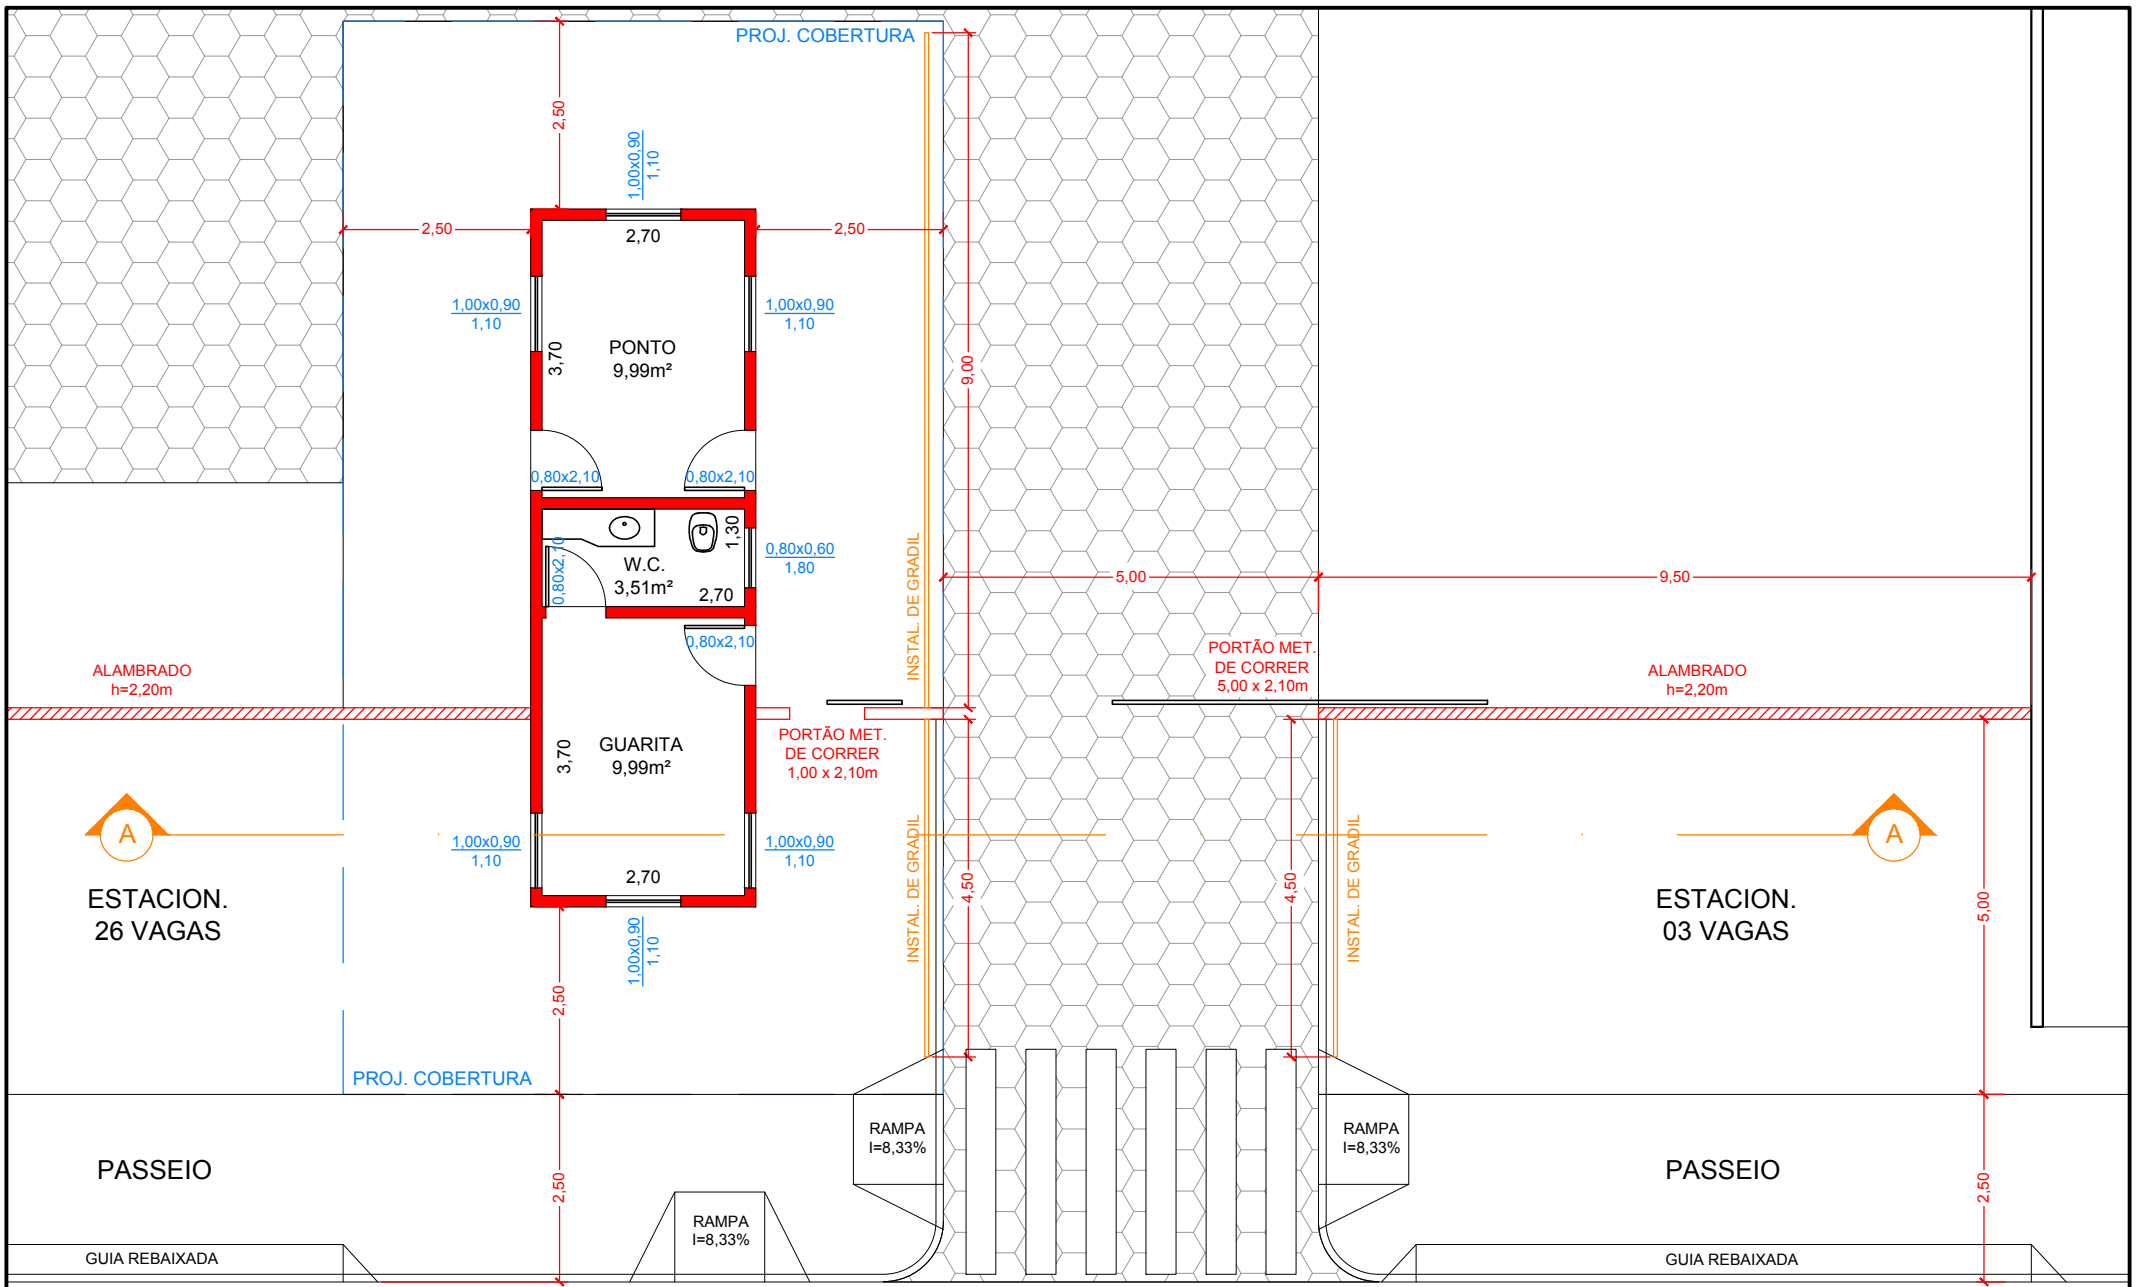 PROJ. COBERTURA
2,50
1,00x0,90
1,10
2,50
2,70
2,50
1,00x0,90
1,10
1,00x0,90
1,10
PONTO
9,99m²
3,70
9,00
0,80x2,10
0,80x2,10
1,30
0,80x2,10
W.C.
3,51m²
2,70
0,80x0,60
1,80
INSTAL. DE GRADIL
5,00
9,50
0,80x2,10
ALAMBRADO
h=2,20m
PORTÃO MET.
DE CORRER
5,00 x 2,10m
ALAMBRADO
h=2,20m
GUARITA
9,99m²
3,70
PORTÃO MET.
DE CORRER
1,00 x 2,10m
A
A
1,00x0,90
1,10
1,00x0,90
1,10
2,70
INSTAL. DE GRADIL
4,50
4,50
INSTAL. DE GRADIL
ESTACION.
26 VAGAS
ESTACION.
03 VAGAS
5,00
1,00x0,90
1,10
2,50
PROJ. COBERTURA
RAMPA
I=8,33%
RAMPA
I=8,33%
PASSEIO
2,50
PASSEIO
2,50
RAMPA
I=8,33%
GUIA REBAIXADA
GUIA REBAIXADA